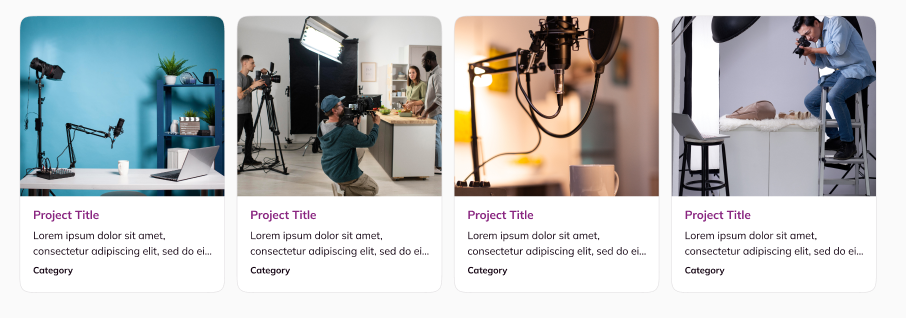 Project Title
Lorem ipsum dolor sit amet,
consectetur adipiscing elit, sed do ei...
Category
Project Title
Lorem ipsum dolor sit amet,
consectetur adipiscing elit, sed do ei...
Category
Project Title
Lorem ipsum dolor sit amet,
consectetur adipiscing elit, sed do ei...
Category
Project Title
Lorem ipsum dolor sit amet,
consectetur adipiscing elit, sed do ei...
Category